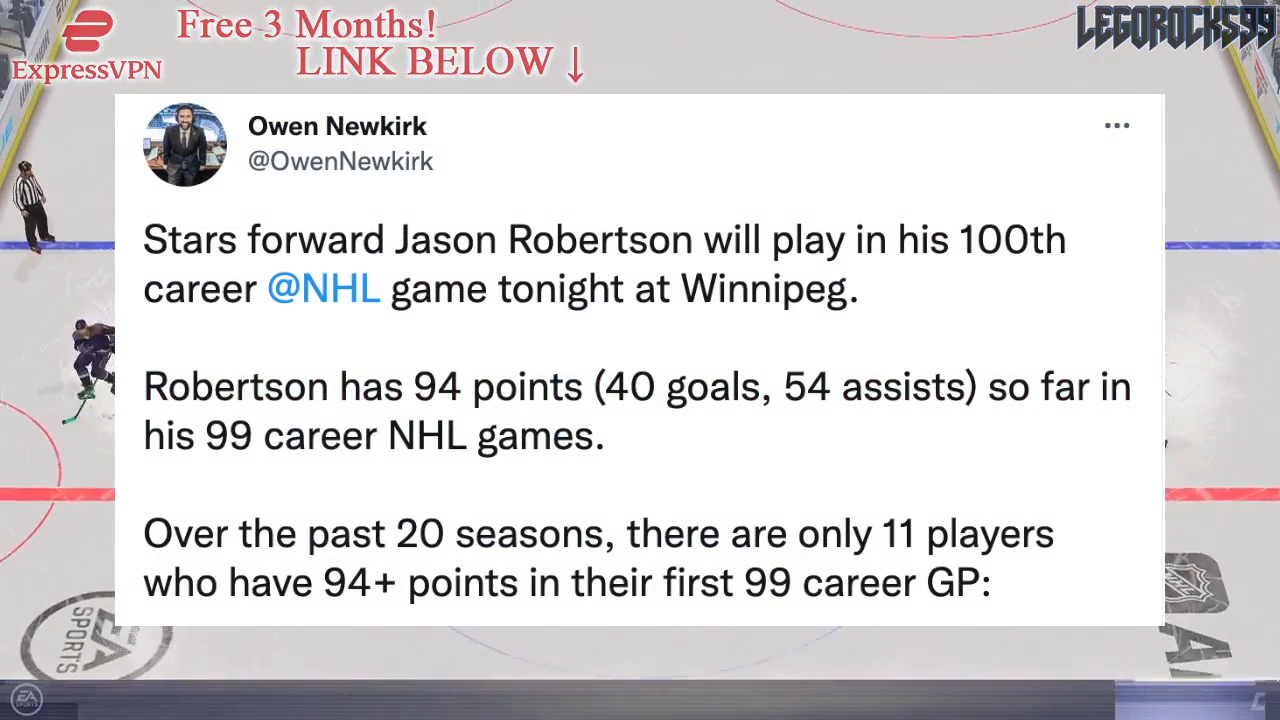 Free 3 Months!
LEGOROCKS99
ExpressVPN
LINK BELOW ↓
Owen Newkirk
@OwenNewkirk
Stars forward Jason Robertson will play in his 100th
career @NHL game tonight at Winnipeg.
Robertson has 94 points (40 goals, 54 assists) so far in
his 99 career NHL games.
Over the past 20 seasons, there are only 11 players
who have 94+ points in their first 99 career GP:
EA
SPORTS
NHL
EA
SPORTS